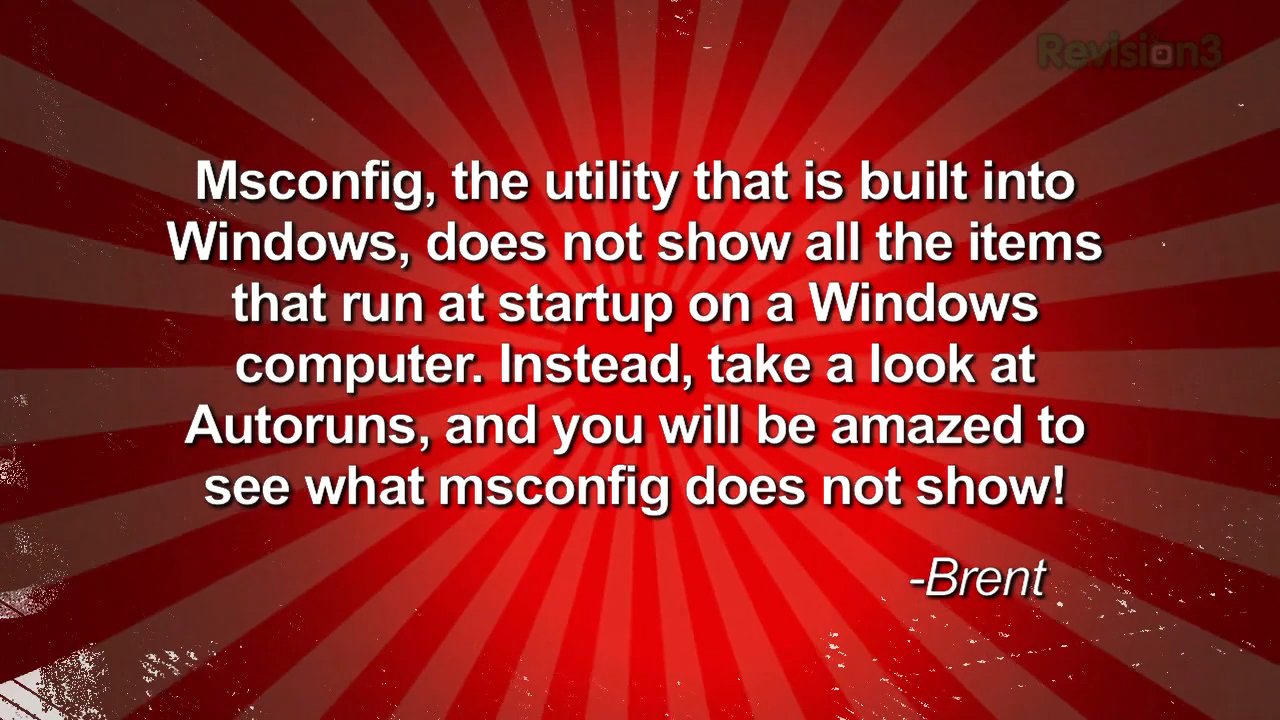 Revision3
Msconfig, the utility that is built into
Windows, does not show all the items
that run at startup on a Windows
computer. Instead, take a look at
Autoruns, and you will be amazed to
see what msconfig does not show!
-Brent